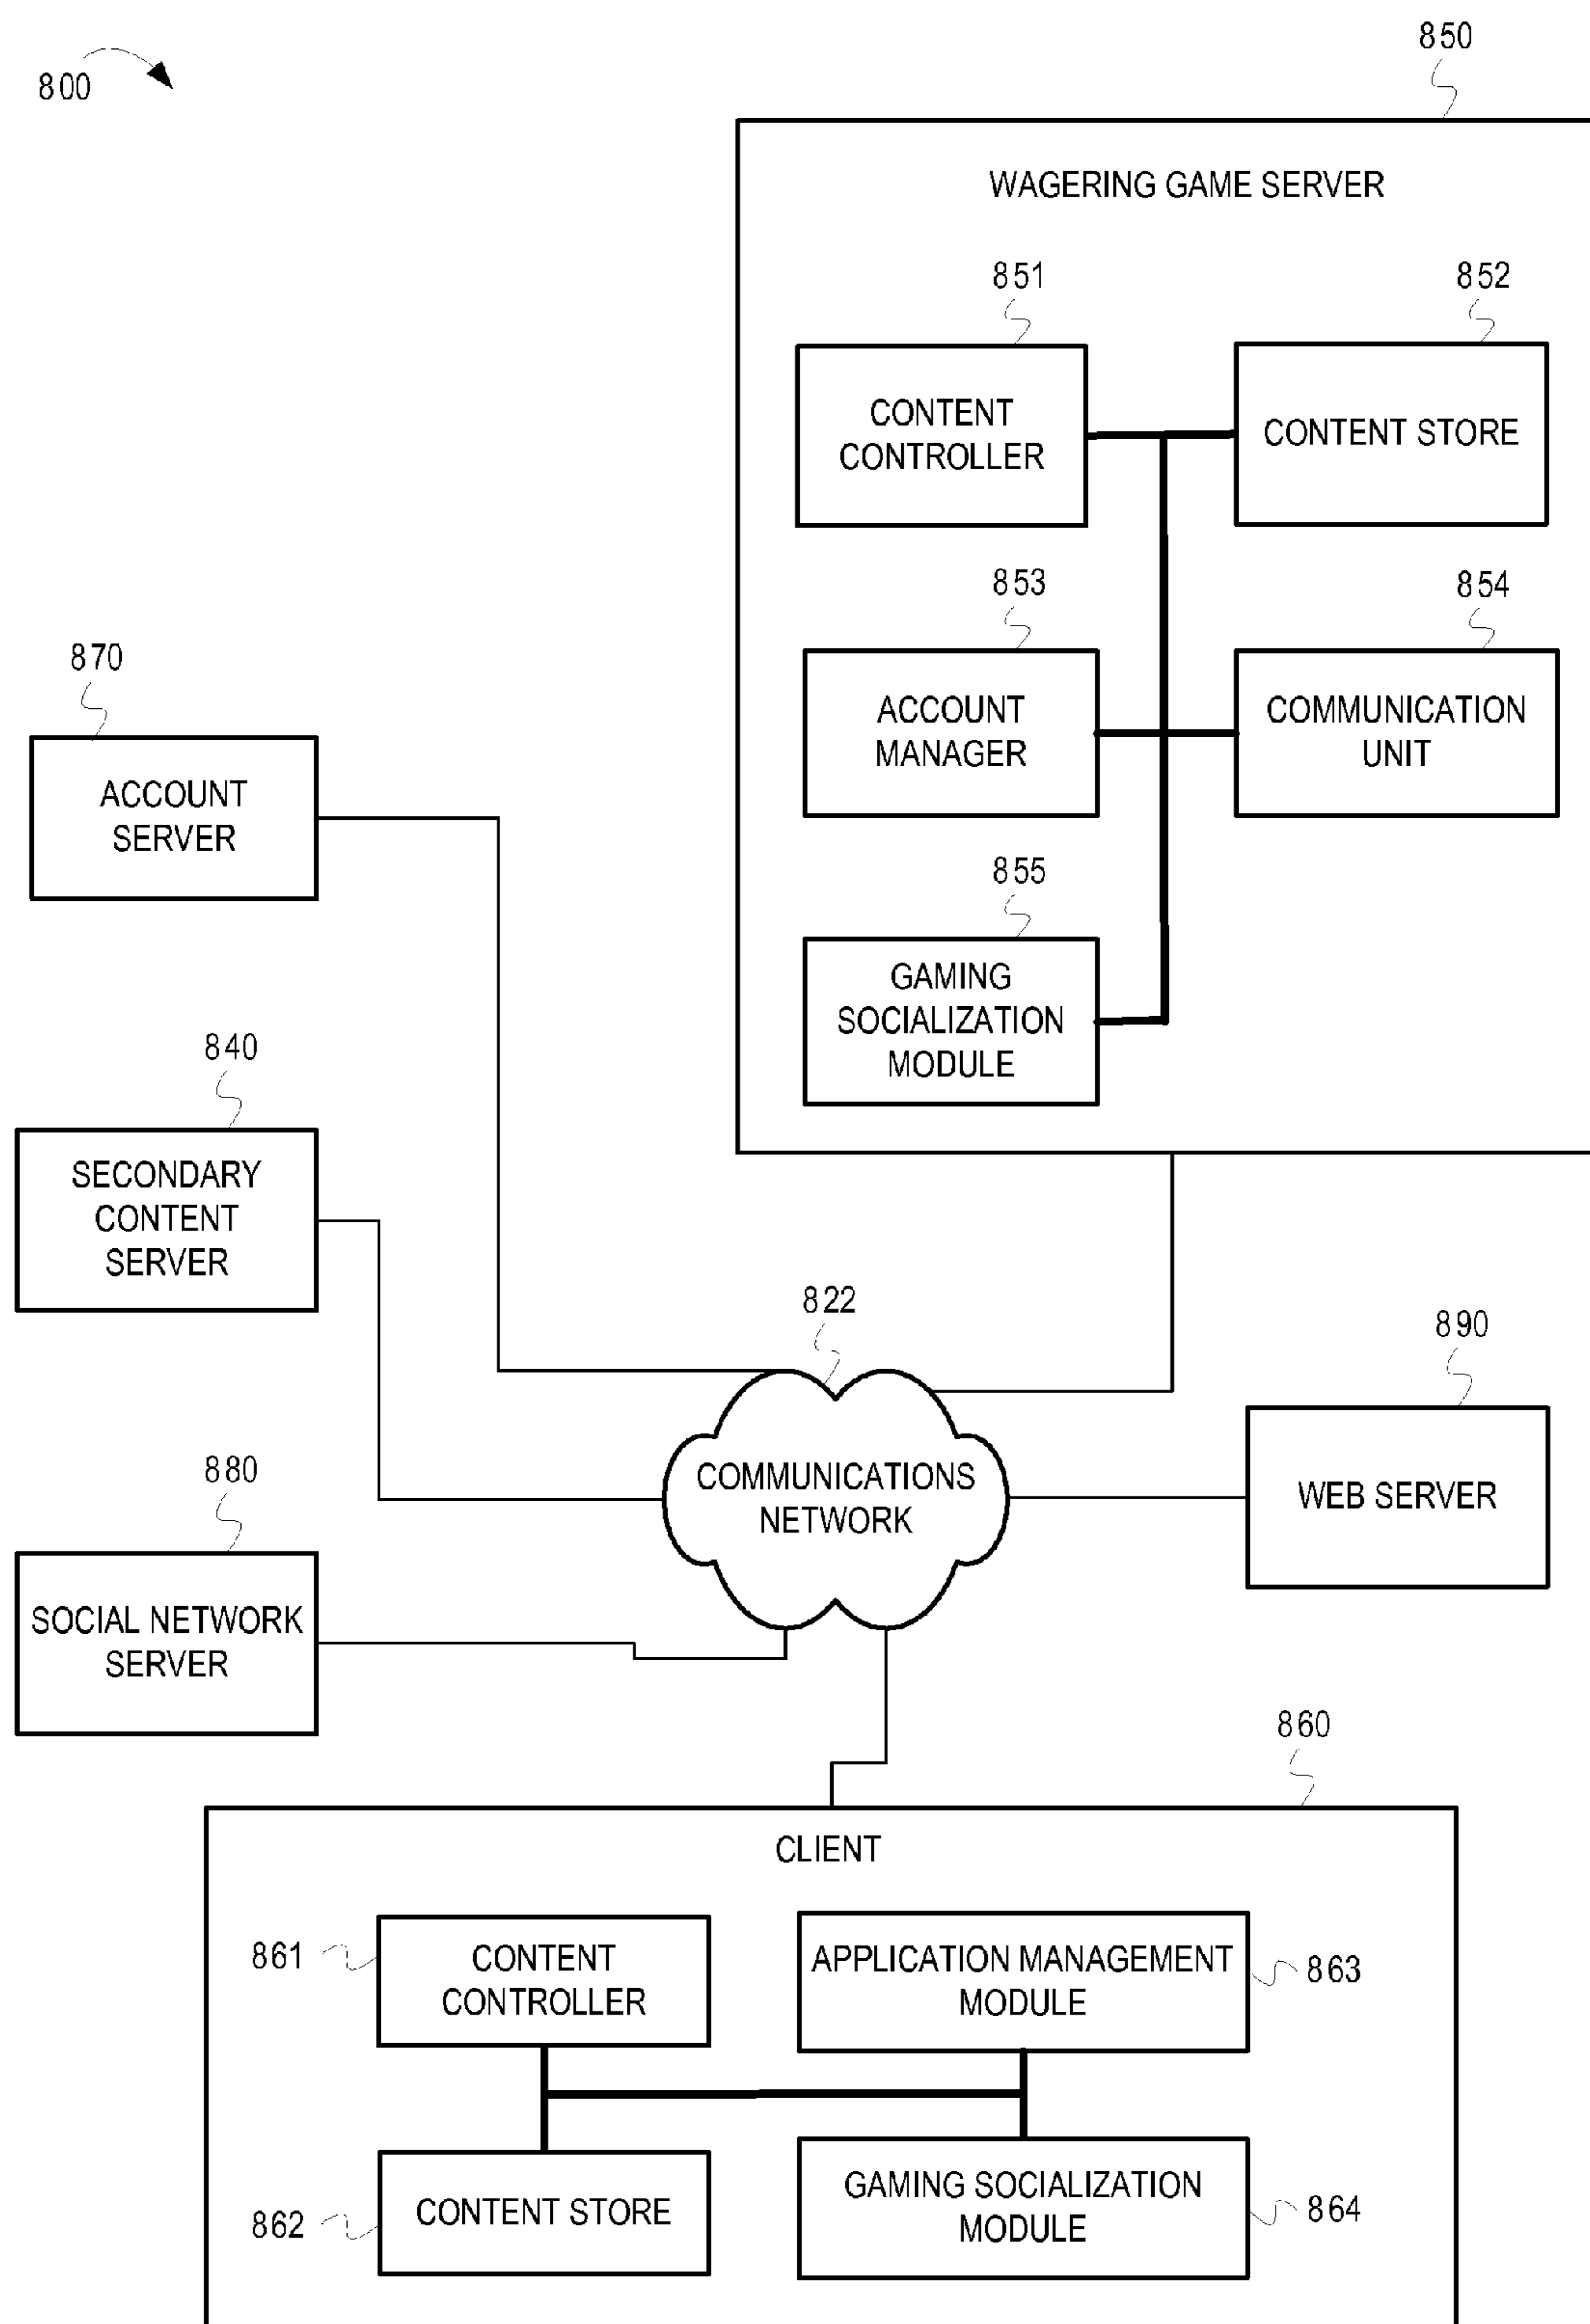 800
850
WAGERING GAME SERVER
851
852
CONTENT
CONTROLLER
CONTENT STORE
853
854
ACCOUNT
MANAGER
COMMUNICATION
UNIT
855
GAMING
SOCIALIZATION
MODULE
870
ACCOUNT
SERVER
840
SECONDARY
CONTENT
SERVER
822
COMMUNICATIONS
NETWORK
890
WEB SERVER
880
SOCIAL NETWORK
SERVER
860
CLIENT
861
CONTENT
CONTROLLER
APPLICATION MANAGEMENT
MODULE
863
862
CONTENT STORE
GAMING SOCIALIZATION
MODULE
864